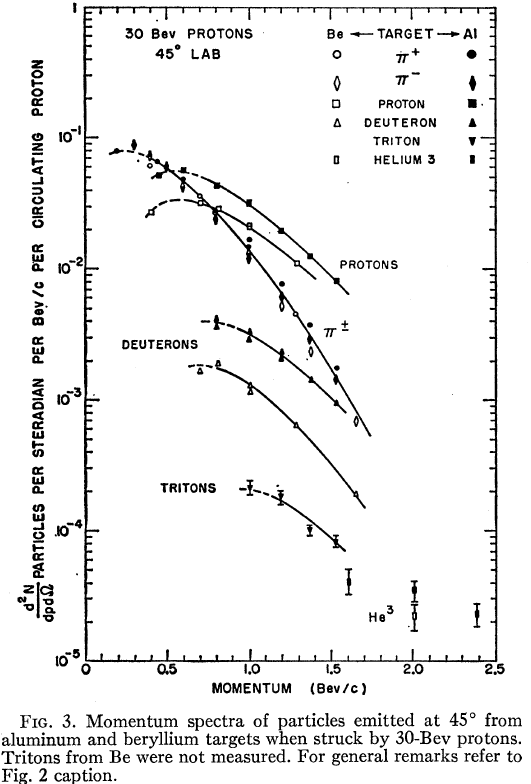 1
30 Bev PROTONS
45° LAB
Be ← TARGET → Al
π+
π−
PROTON
DEUTERON
TRITON
HELIUM 3
10-1
10-2
10-3
10-4
10-5
PROTONS
π±
DEUTERONS
TRITONS
He3
d²N/dpdΩ PARTICLES PER STERADIAN PER Bev/c PER CIRCULATING PROTON
0 0.5 1.0 1.5 2.0 2.5
MOMENTUM (Bev/c)
FIG. 3. Momentum spectra of particles emitted at 45° from
aluminum and beryllium targets when struck by 30-Bev protons.
Tritons from Be were not measured. For general remarks refer to
Fig. 2 caption.